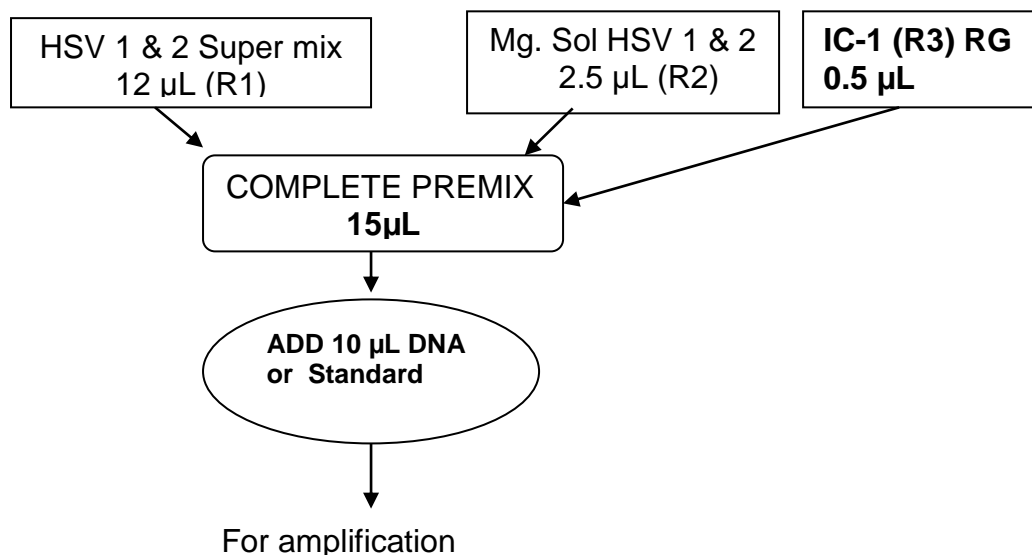 HSV 1 & 2 Super mix
12 µL (R1)
Mg. Sol HSV 1 & 2
2.5 µL (R2)
IC-1 (R3) RG
0.5 µL
COMPLETE PREMIX
15µL
ADD 10 µL DNA
or Standard
For amplification